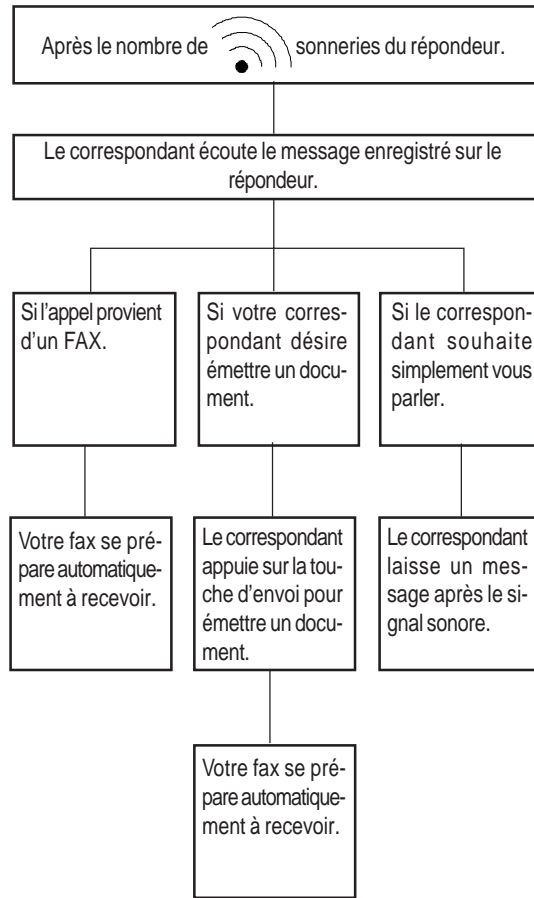 Après le nombre de sonneries du répondeur.
Le correspondant écoute le message enregistré sur le
répondeur.
Si l'appel provient
d'un FAX.
Si votre corres-
pondant désire
émettre un docu-
ment.
Si le correspon-
dant souhaite
simplement vous
parler.
Votre fax se pré-
pare automatique-
ment à recevoir.
Le correspondant
appuie sur la tou-
che d'envoi pour
émettre un docu-
ment.
Le correspondant
laisse un mes-
sage après le si-
gnal sonore.
Votre fax se pré-
pare automatique-
ment à recevoir.